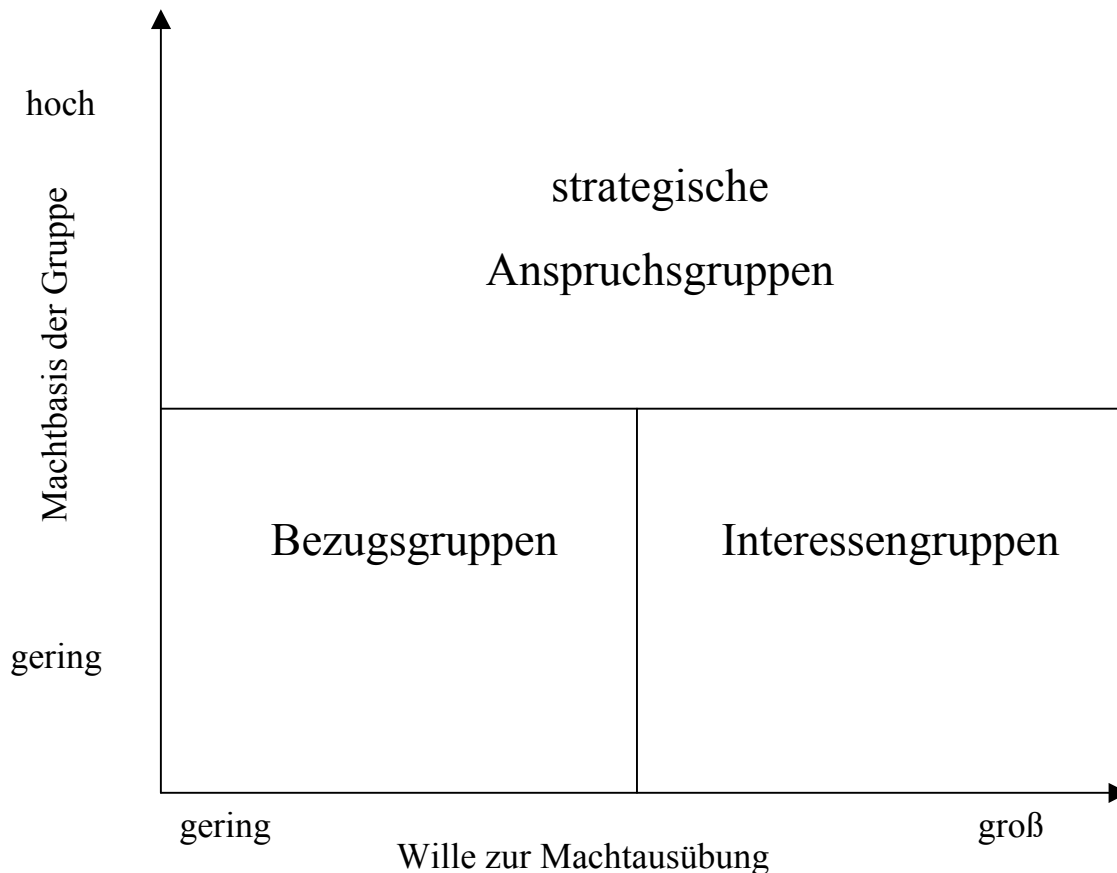 hoch
Machtbasis der Gruppe
strategische
Anspruchsgruppen
Bezugsgruppen
Interessengruppen
gering
gering
groß
Wille zur Machtausübung